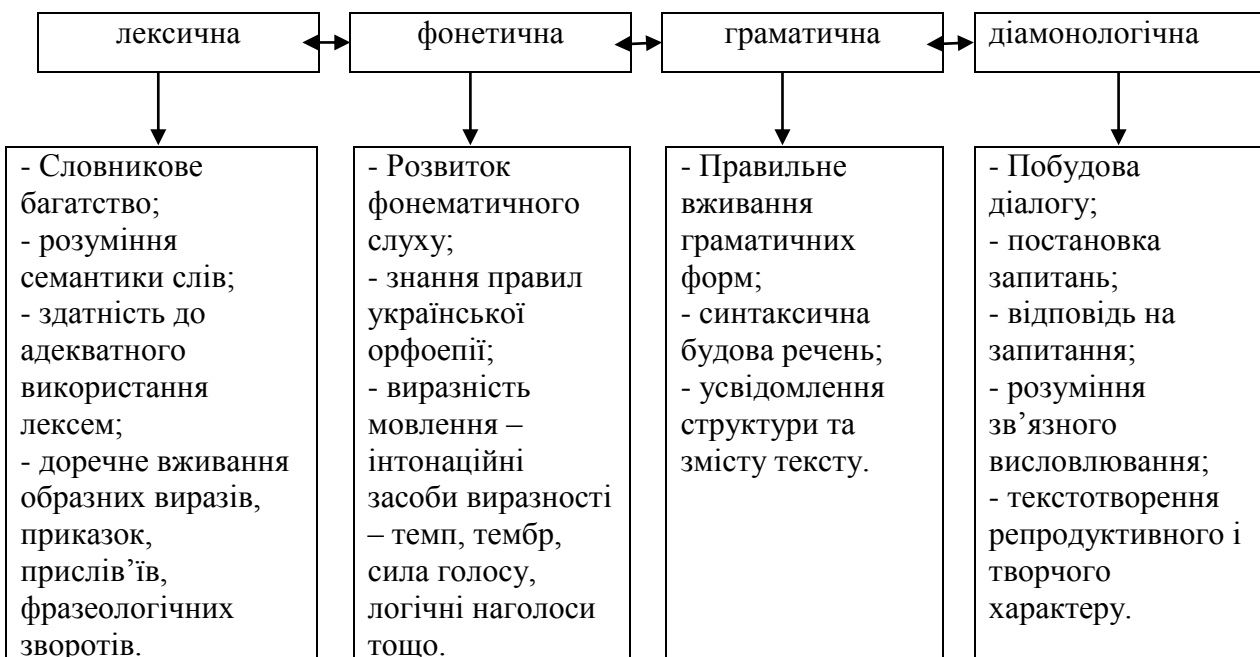 лексична
фонетична
граматична
діамонологічна
- Словникове
багатство;
- розуміння
семантики слів;
- здатність до
адекватного
використання
лексем;
- доречне вживання
образних виразів,
приказок,
прислів’їв,
фразеологічних
зворотів.
- Розвиток
фонематичного
слуху;
- знання правил
української
орфоепії;
- виразність
мовлення –
інтонаційні
засоби виразності
– темп, тембр,
сила голосу,
логічні наголоси
тощо.
- Правильне
вживання
граматичних
форм;
- синтаксична
будова речень;
- усвідомлення
структури та
змісту тексту.
- Побудова
діалогу;
- постановка
запитань;
- відповідь на
запитання;
- розуміння
зв’язного
висловлювання;
- текстотворення
репродуктивного і
творчого
характеру.